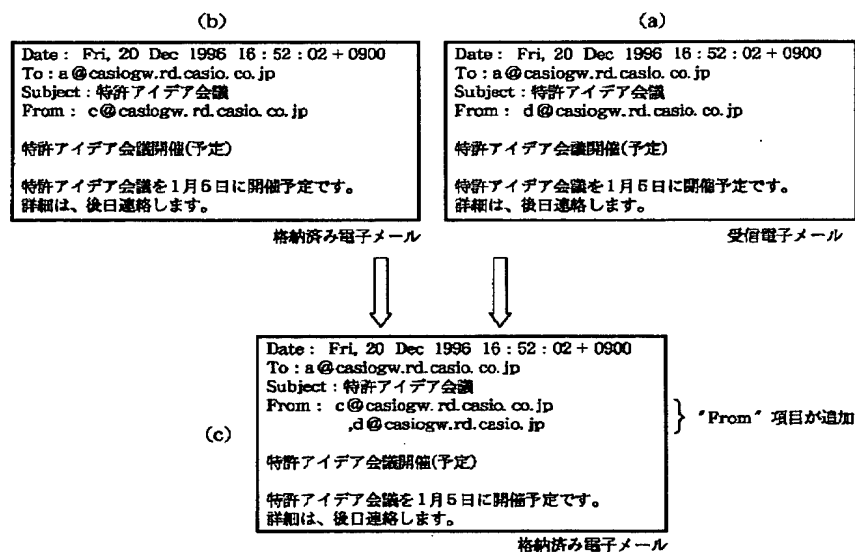 (b)
Date : Fri, 20 Dec 1996 16 : 52 : 02 + 0900
To : a@casiogw.rd.casio.co.jp
Subject : 特許アイデア会議
From : c@casiogw.rd.casio.co.jp
特許アイデア会議開催(予定)
特許アイデア会議を1月6日に開催予定です。
詳細は、後日連絡します。
格納済み電子メール
(a)
Date : Fri, 20 Dec 1996 16 : 52 : 02 + 0900
To : a@casiogw.rd.casio.co.jp
Subject : 特許アイデア会議
From : d@casiogw.rd.casio.co.jp
特許アイデア会議開催(予定)
特許アイデア会議を1月6日に開催予定です。
詳細は、後日連絡します。
受信電子メール
(c)
Date : Fri, 20 Dec 1996 16 : 52 : 02 + 0900
To : a@casiogw.rd.casio.co.jp
Subject : 特許アイデア会議
From : c@casiogw.rd.casio.co.jp
,d@casiogw.rd.casio.jp
"From" 項目が追加
特許アイデア会議開催(予定)
特許アイデア会議を1月6日に開催予定です。
詳細は、後日連絡します。
格納済み電子メール